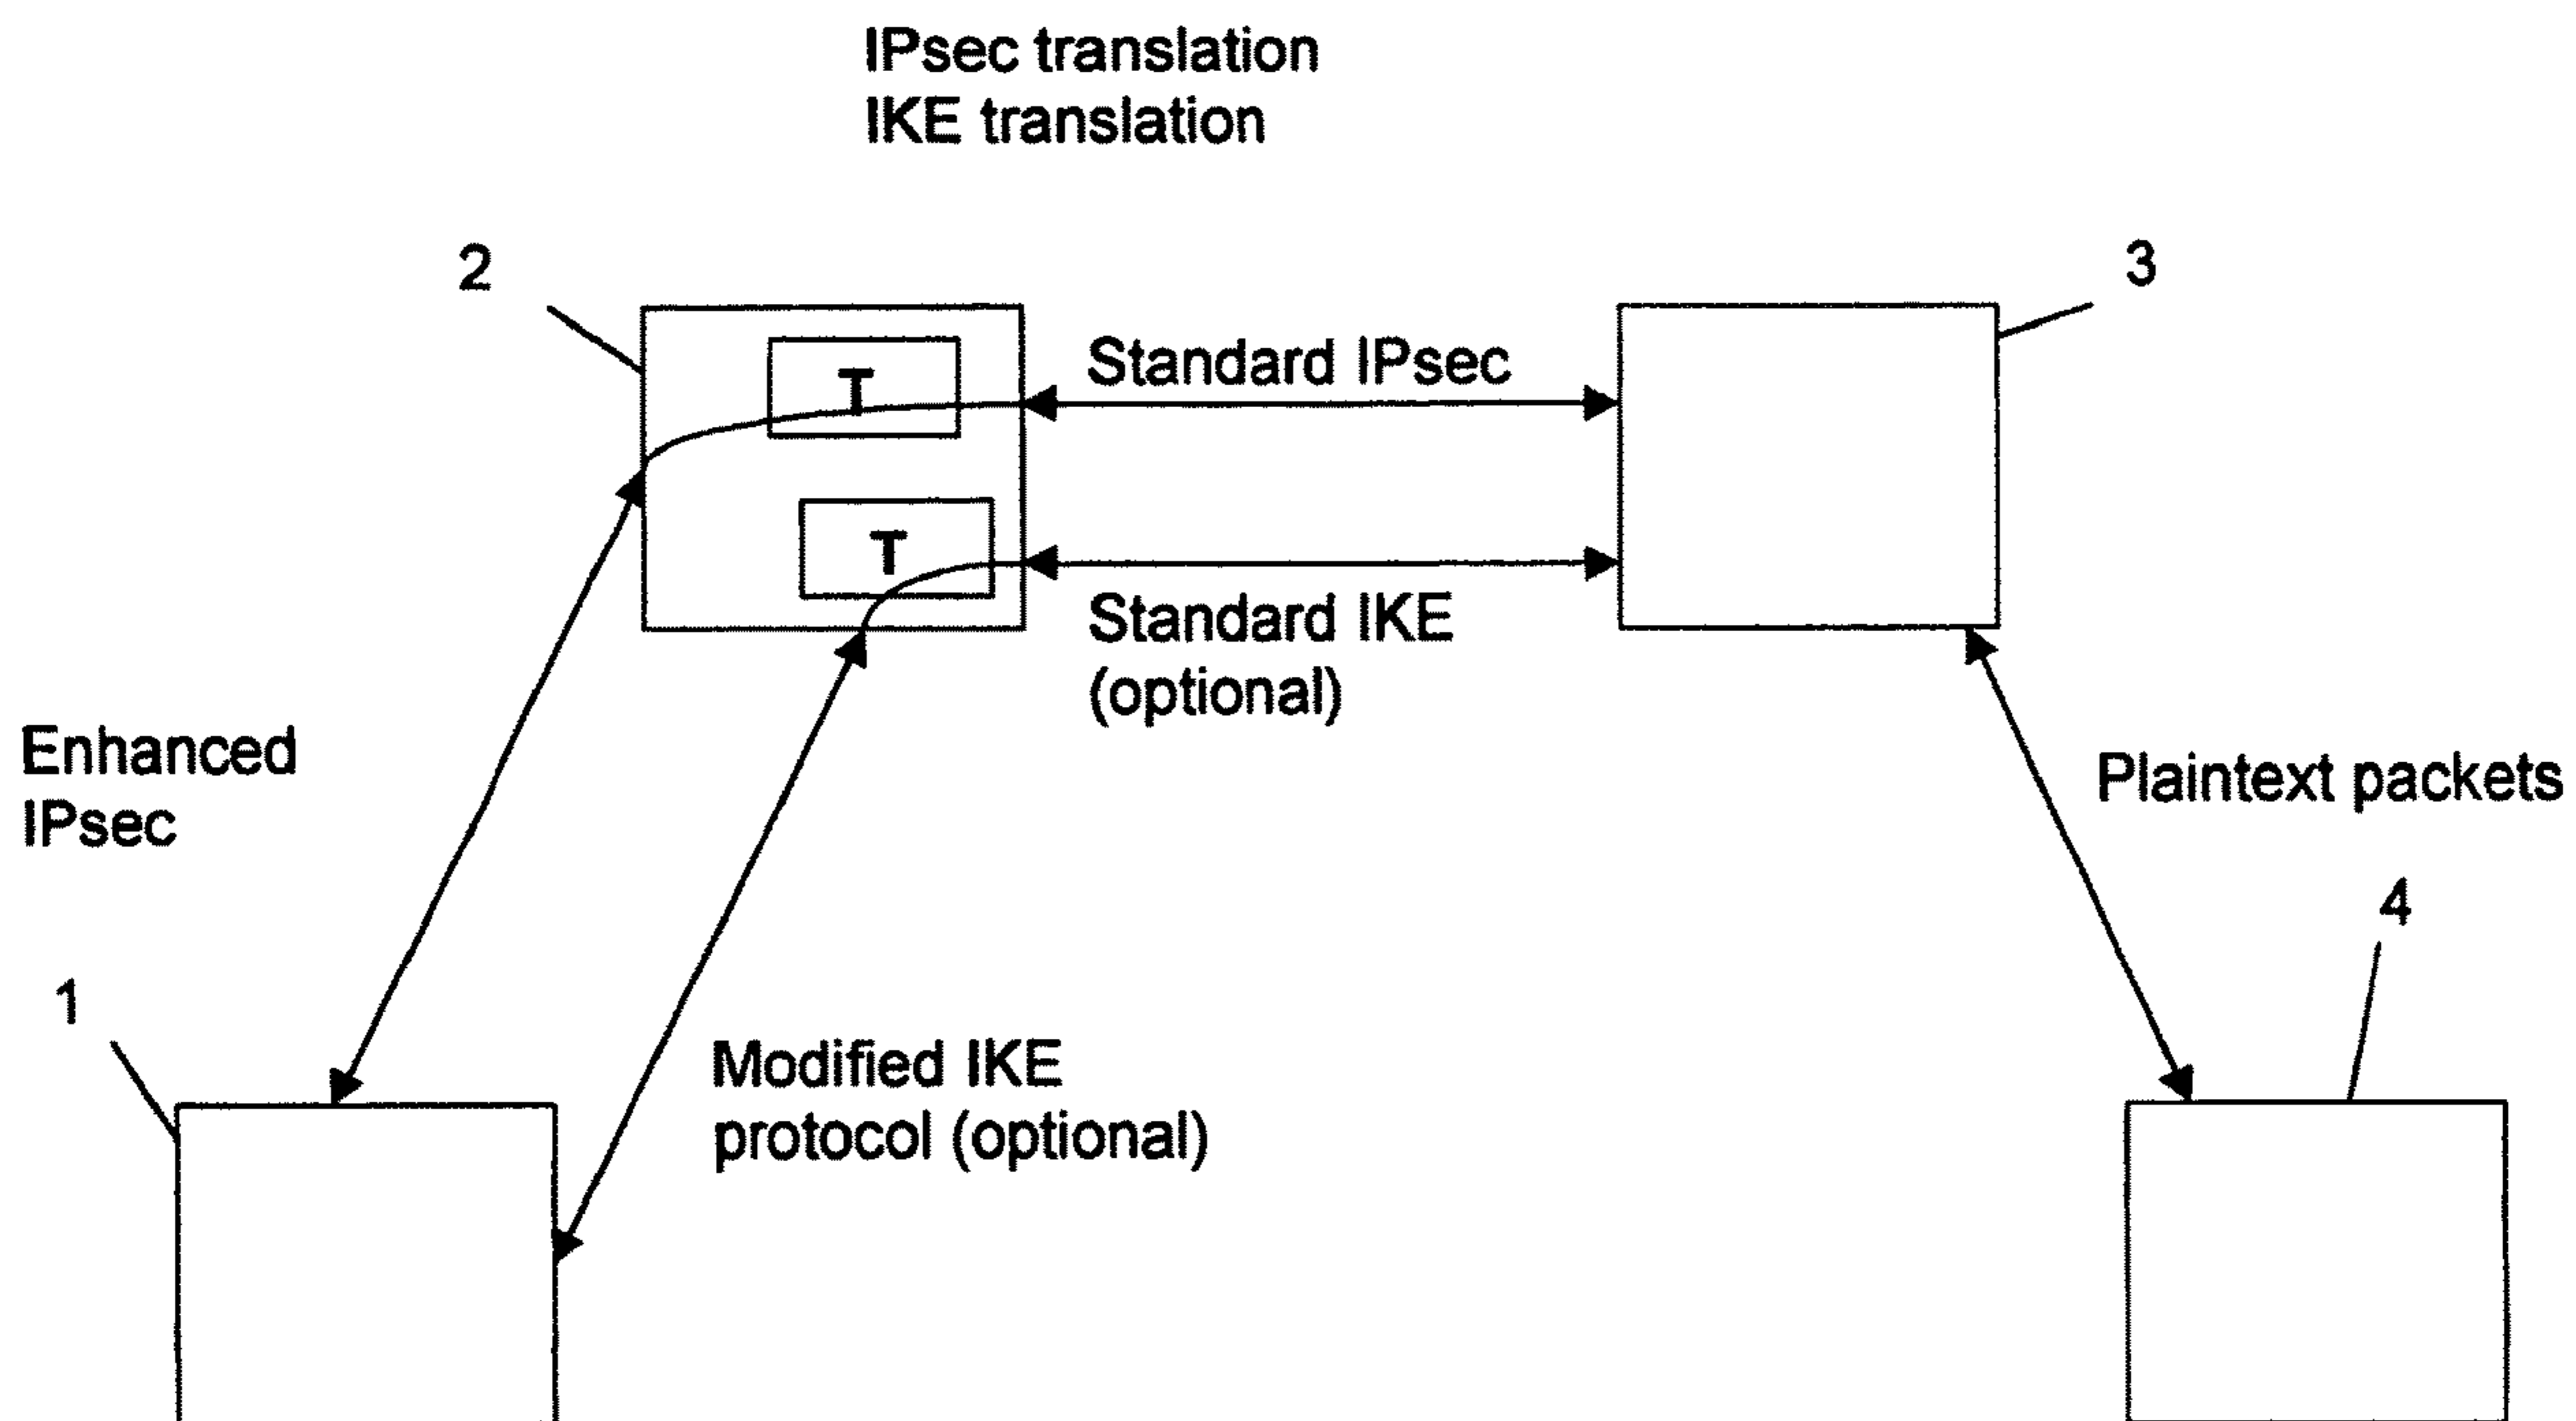 IPsec translation
IKE translation
2
3
T
Standard IPsec
T
Standard IKE
(optional)
Enhanced
IPsec
Plaintext packets
4
1
Modified IKE
protocol (optional)